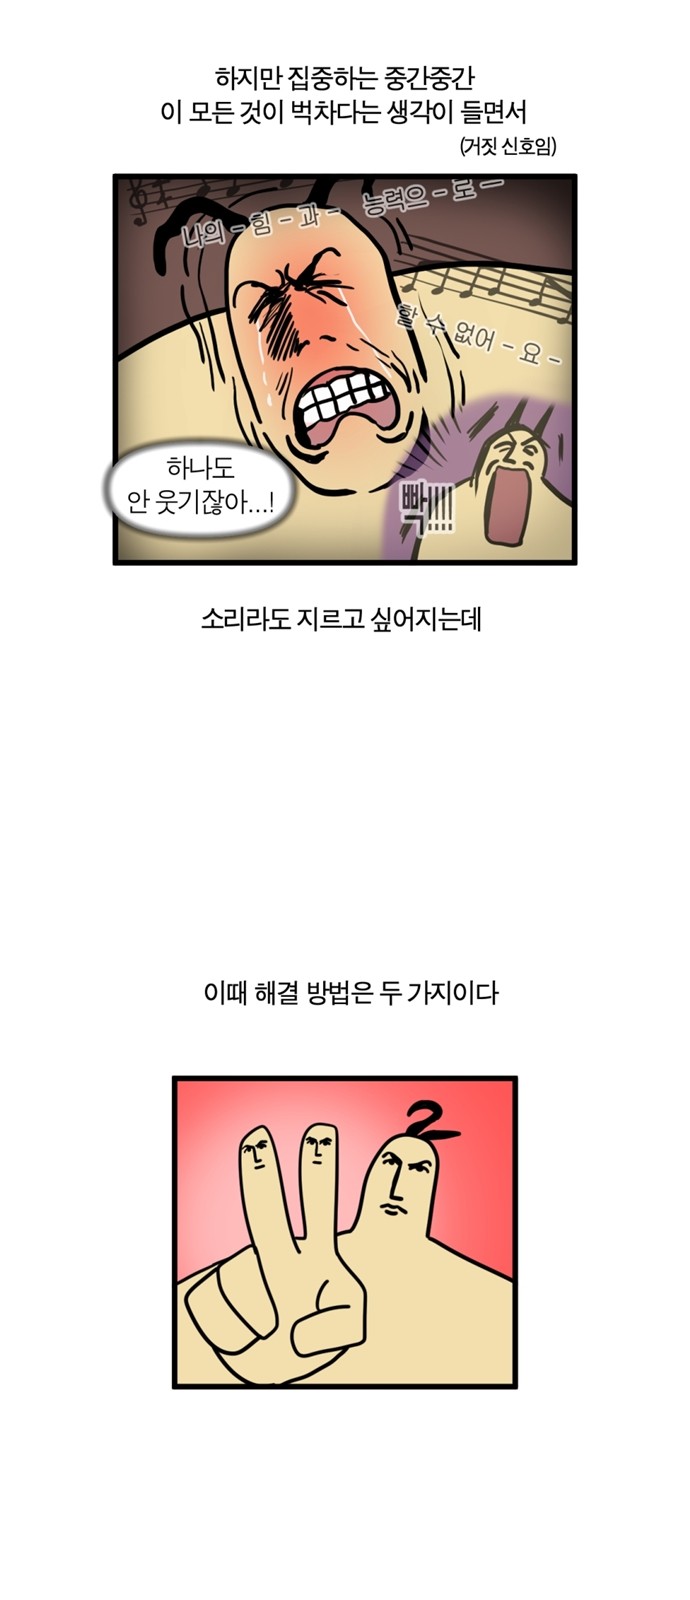 하지만 집중하는 중간중간
이 모든 것이 벅차다는 생각이 들면서
(거짓 신호임)
나의 - 힘 - 과 - 능력으 - 로 -
할 수 없어 - 요 -
하나도
안 웃기잖아...!
빡!!!!
소리라도 지르고 싶어지는데
이때 해결 방법은 두 가지이다